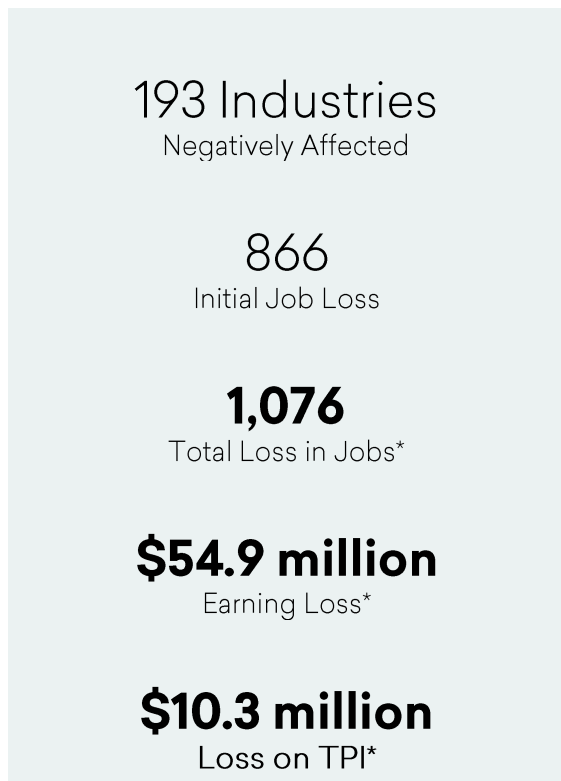 193 Industries
Negatively Affected
866
Initial Job Loss
1,076
Total Loss in Jobs*
$54.9 million
Earning Loss*
$10.3 million
Loss on TPI*